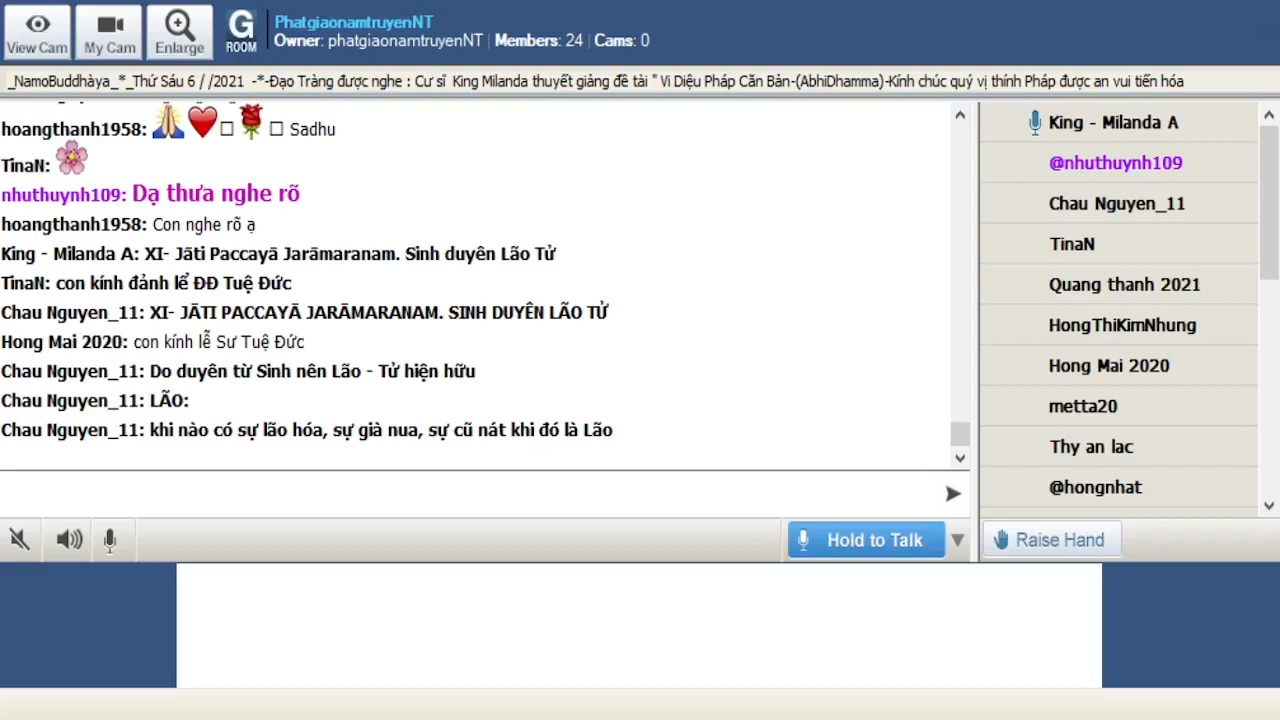 View Cam
My Cam
Enlarge
G
ROOM
PhatgiaonamtruyenNT
Owner: phatgiaonamtruyenNT | Members: 24 | Cams: 0
_NamoBuddhàya_*_Thứ Sáu 6 / /2021 -*-Đạo Tràng được nghe : Cư sĩ King Milanda thuyết giảng đề tài " Vi Diệu Pháp Căn Bản-(AbhiDhamma)-Kính chúc quý vị thính Pháp được an vui tiến hóa
hoangthanh1958: Sadhu
TinaN:
nhuthuynh109: Dạ thưa nghe rõ
hoangthanh1958: Con nghe rõ ạ
King - Milanda A: XI- Jāti Paccayā Jarāmaranam. Sinh duyên Lão Tử
TinaN: con kính đảnh lể ĐĐ Tuệ Đức
Chau Nguyen_11: XI- JĀTI PACCAYĀ JARĀMARANAM. SINH DUYÊN LÃO TỬ
Hong Mai 2020: con kính lễ Sư Tuệ Đức
Chau Nguyen_11: Do duyên từ Sinh nên Lão - Tử hiện hữu
Chau Nguyen_11: LÃO:
Chau Nguyen_11: khi nào có sự lão hóa, sự già nua, sự cũ nát khi đó là Lão
King - Milanda A
@nhuthuynh109
Chau Nguyen_11
TinaN
Quang thanh 2021
HongThiKimNhung
Hong Mai 2020
metta20
Thy an lac
@hongnhat
Hold to Talk
Raise Hand